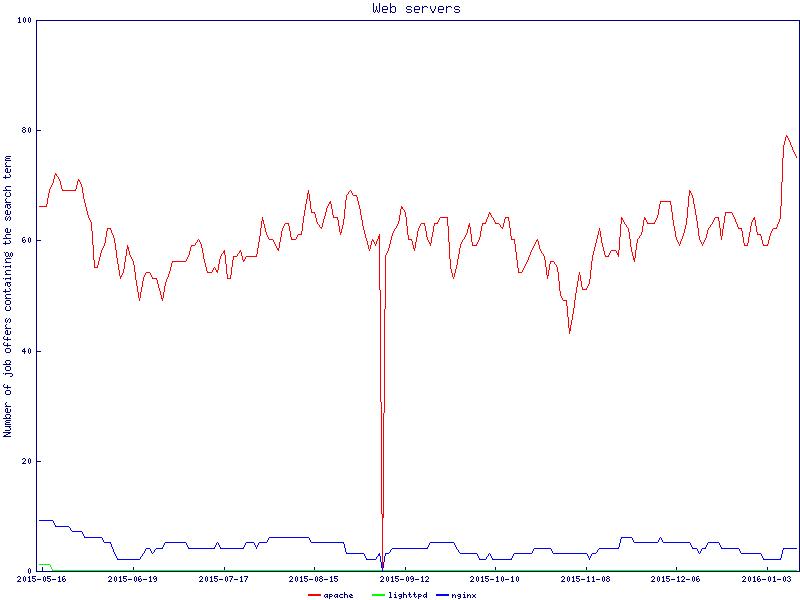 Web servers
Number of job offers containing the search term
100
80
60
40
20
0
2015-05-16 2015-06-19 2015-07-17 2015-08-15 2015-09-12 2015-10-10 2015-11-08 2015-12-06 2016-01-03
apache lighttpd nginx